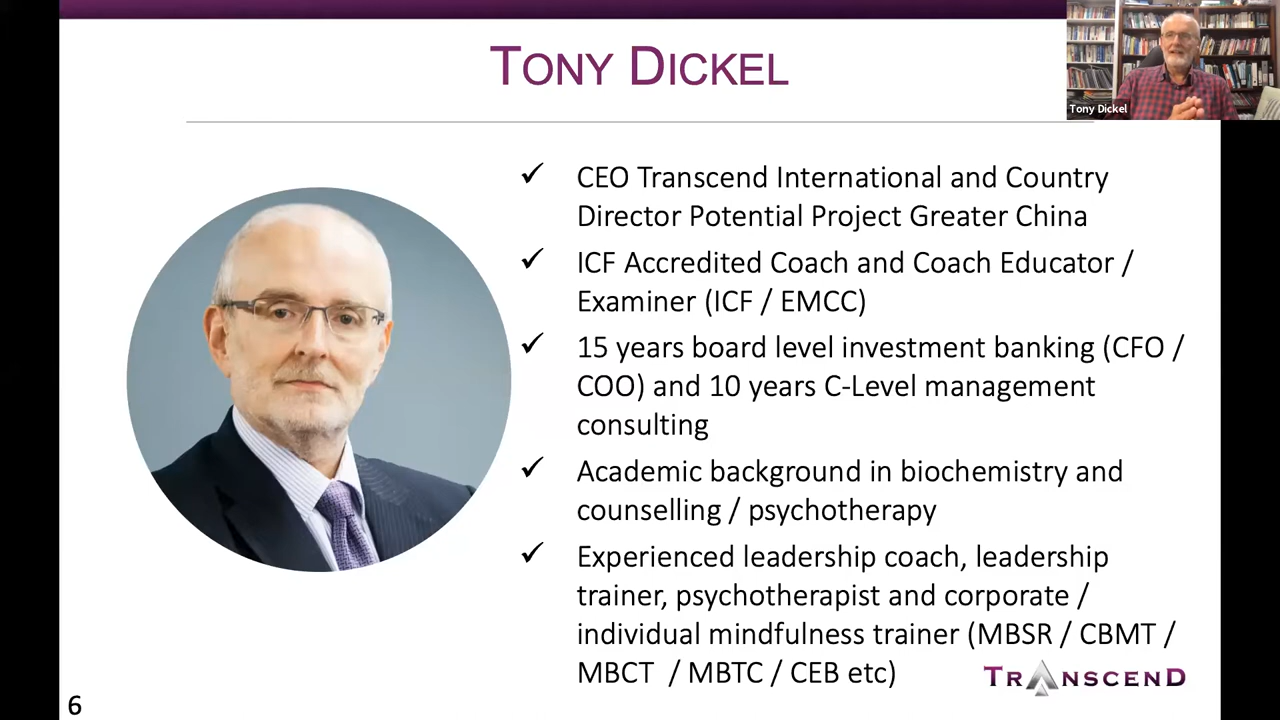 TONY DICKEL
Tony Dickel
✓ CEO Transcend International and Country
Director Potential Project Greater China
✓ ICF Accredited Coach and Coach Educator /
Examiner (ICF / EMCC)
✓ 15 years board level investment banking (CFO /
COO) and 10 years C-Level management
consulting
✓ Academic background in biochemistry and
counselling / psychotherapy
✓ Experienced leadership coach, leadership
trainer, psychotherapist and corporate /
individual mindfulness trainer (MBSR / CBMT /
MBCT / MBTC / CEB etc)
TRANSCEND
6